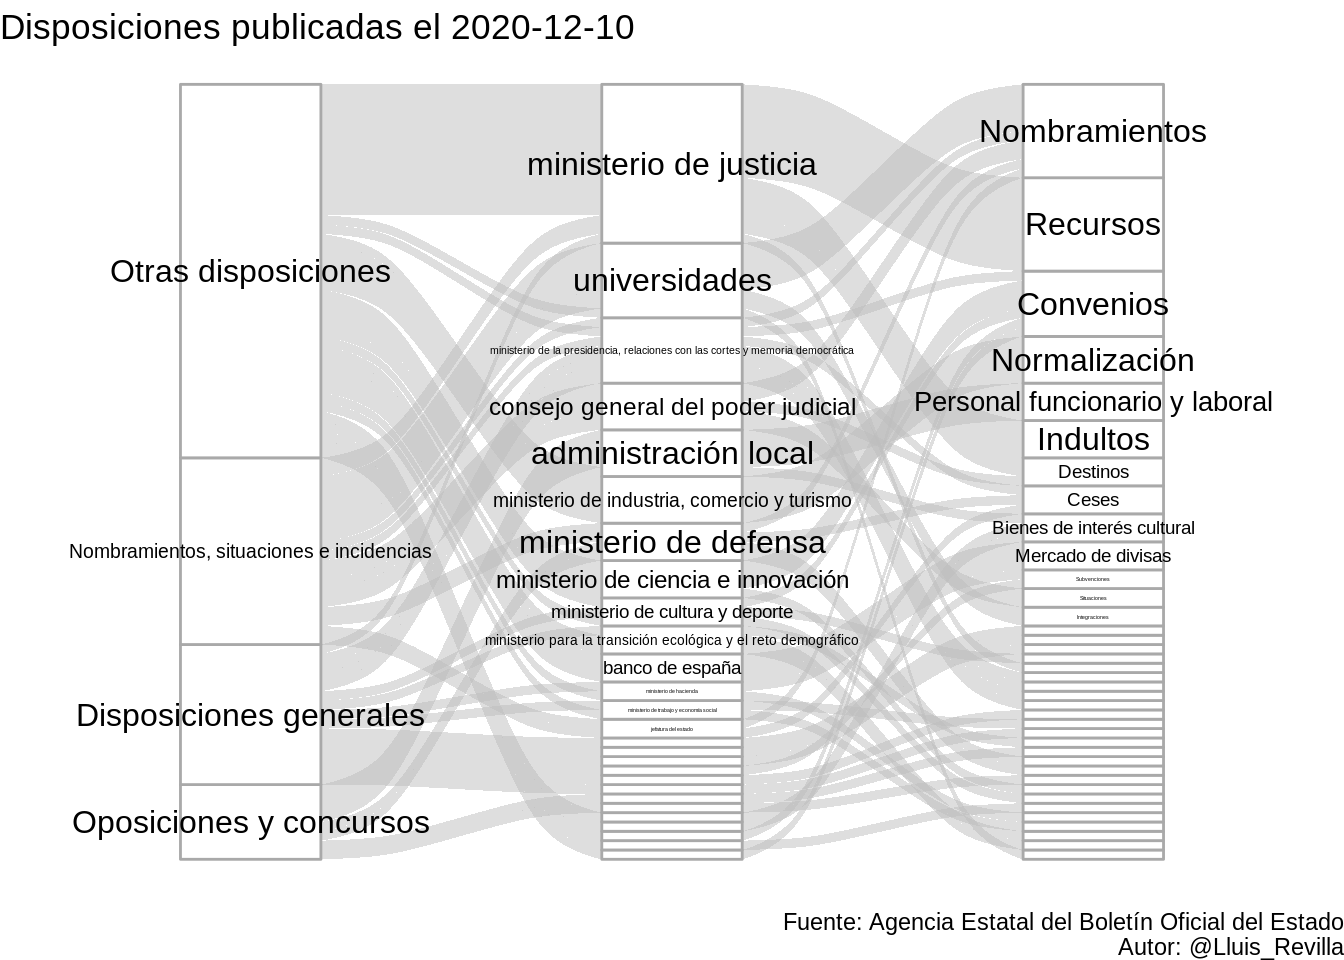 Disposiciones publicadas el 2020-12-10
Otras disposiciones
Nombramientos, situaciones e incidencias
Disposiciones generales
Oposiciones y concursos
ministerio de justicia
universidades
ministerio de la presidencia, relaciones con las cortes y memoria democrática
consejo general del poder judicial
administración local
ministerio de industria, comercio y turismo
ministerio de defensa
ministerio de ciencia e innovación
ministerio de cultura y deporte
ministerio para la transición ecológica y el reto demográfico
banco de españa
ministerio de hacienda
ministerio de trabajo y economía social
jefatura del estado
Nombramientos
Recursos
Convenios
Normalización
Personal funcionario y laboral
Indultos
Destinos
Ceses
Bienes de interés cultural
Mercado de divisas
Subvenciones
Situaciones
Integraciones
Fuente: Agencia Estatal del Boletín Oficial del Estado
Autor: @Lluis_Revilla